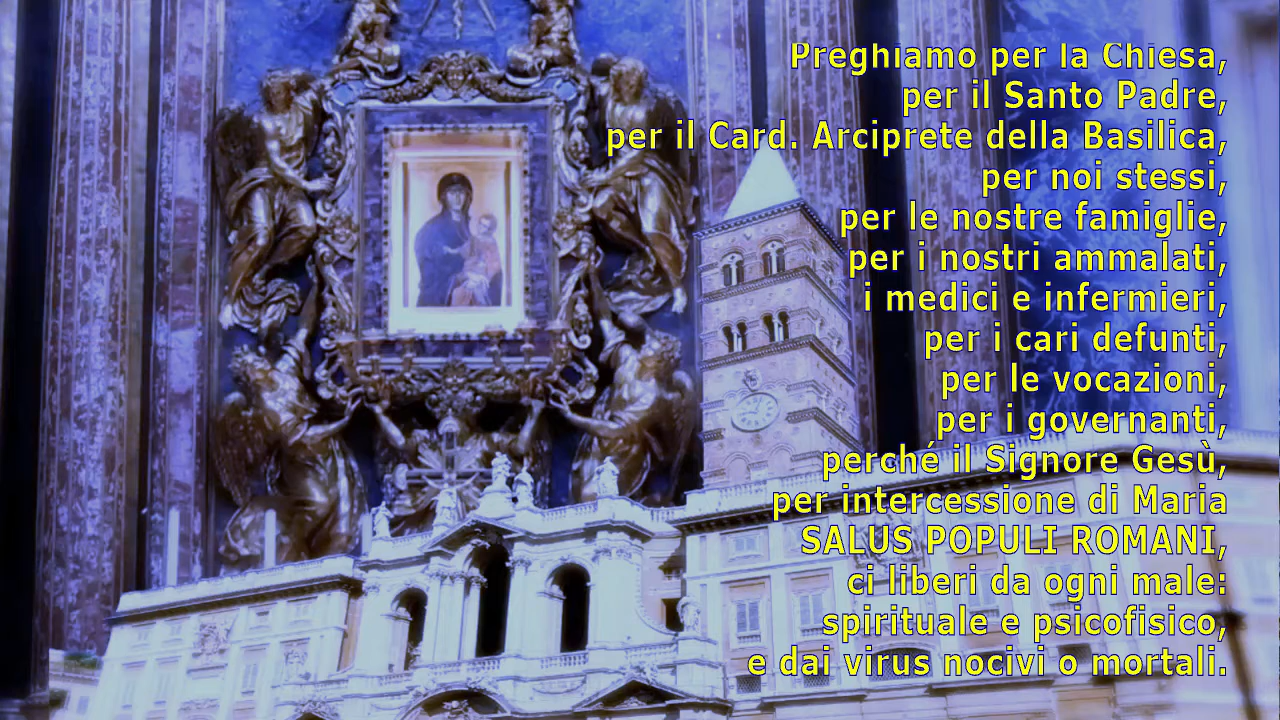 Preghiamo per la Chiesa,
per il Santo Padre,
per il Card. Arciprete della Basilica,
per noi stessi,
per le nostre famiglie,
per i nostri ammalati,
i medici e infermieri,
per i cari defunti,
per le vocazioni,
per i governanti,
perché il Signore Gesù,
per intercessione di Maria
SALUS POPULI ROMANI,
ci liberi da ogni male:
spirituale e psicofisico,
e dai virus nocivi o mortali.